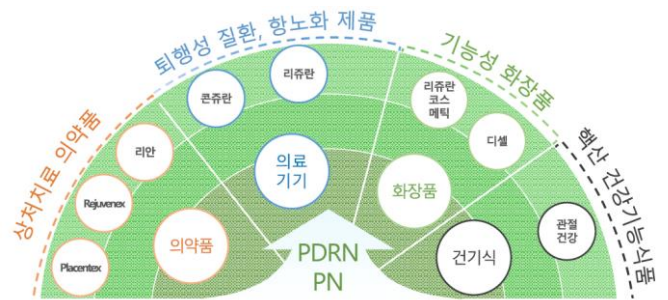 상처치료 의약품
퇴행성 질환, 항노화 제품
기능성 화장품
핵산 건강기능식품
Placentex
Rejuvenex
리안
콘쥬란
리쥬란
리쥬란
코스
메틱
디셀
관절
건강
의약품
의료
기기
화장품
건기식
PDRN
PN